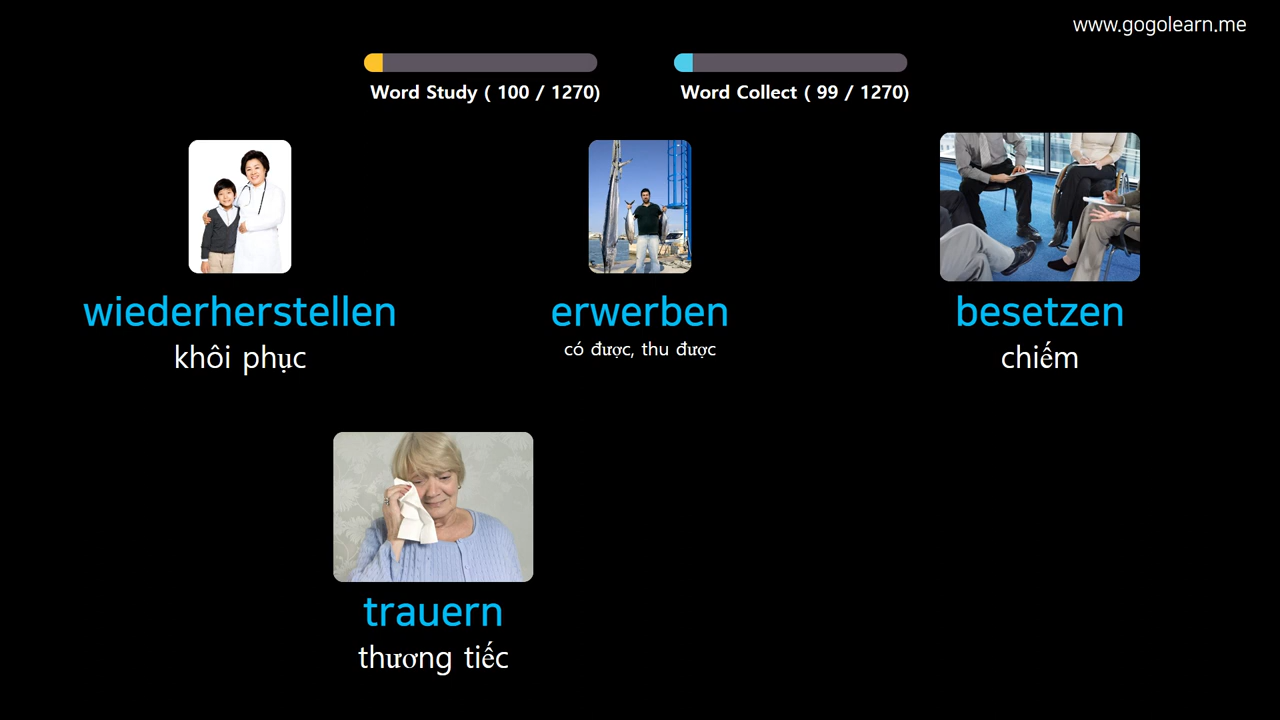 www.gogolearn.me
Word Study ( 100 / 1270)
Word Collect ( 99 / 1270)
wiederherstellen
khôi phục
erwerben
có được, thu được
besetzen
chiếm
trauern
thương tiếc